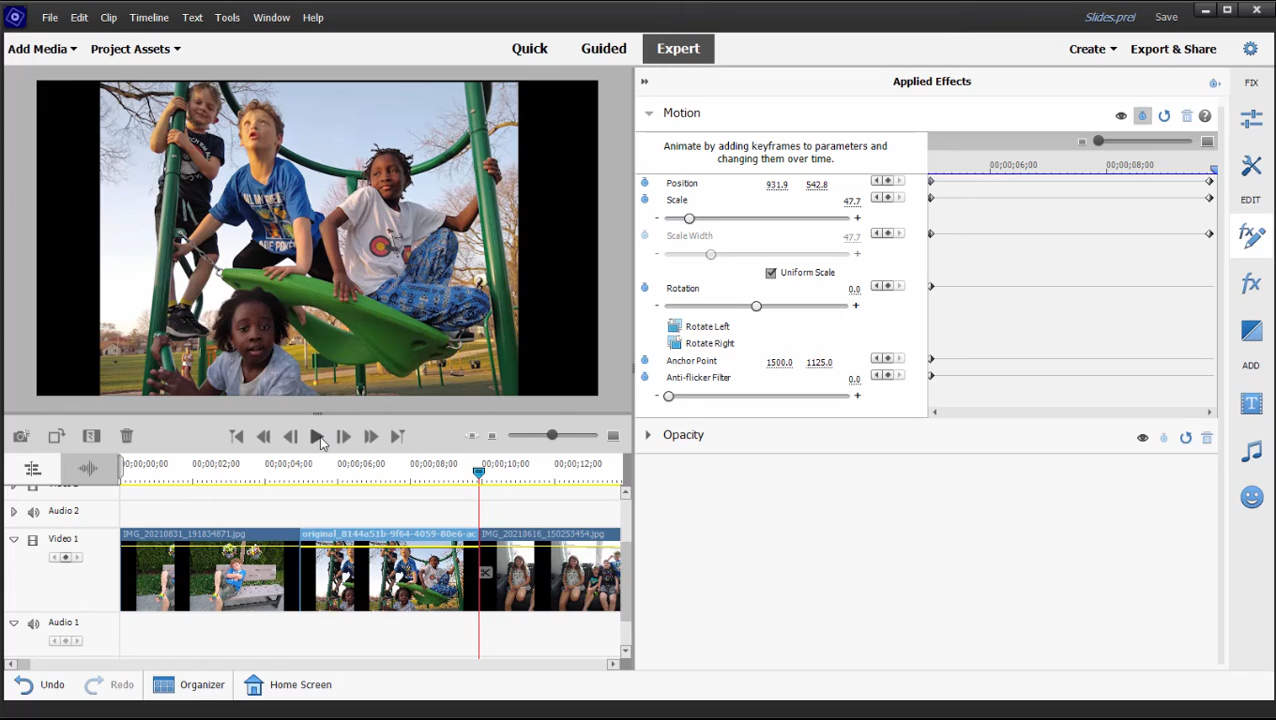 File Edit Clip Timeline Text Tools Window Help
Slides.prel Save
Add Media Project Assets
Quick Guided Expert
Create Export & Share
Applied Effects
FIX
Motion
Animate by adding keyframes to parameters and
changing them over time.
;00;06;00 00;00;08;00
Position 931.9 542.8
Scale 47.7
EDIT
Scale Width 47.7
Uniform Scale
Rotation 0.0
Rotate Left
Rotate Right
Anchor Point 1500.0 1125.0
ADD
Anti-flicker Filter 0.0
Opacity
00;00;00;00 00;00;02;00 00;00;04;00 00;00;06;00 00;00;08;00 00;00;10;00 00;00;12;00
Audio 2
Video 1
IMG_20210831_191834871.jpg original_8144a51b-9f64-4059-80e6-ac IMG_20210616_150253454.jpg
Audio 1
Undo Redo Organizer Home Screen